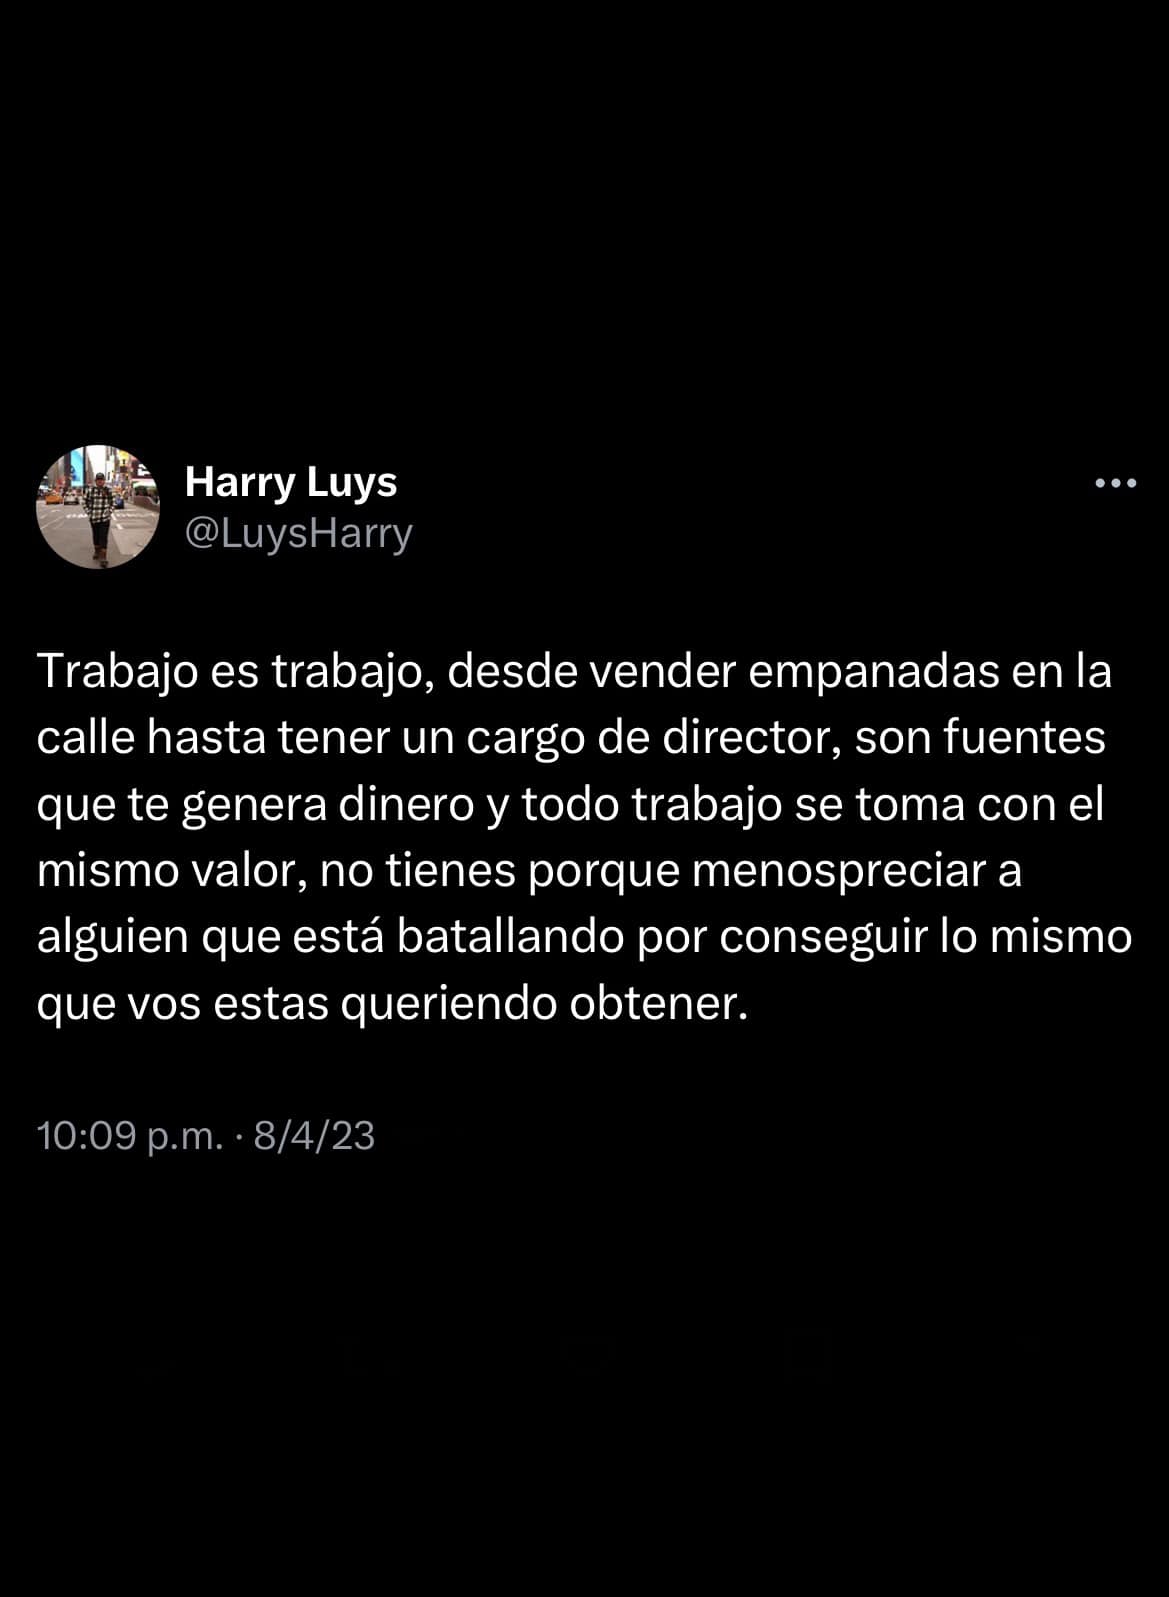 Harry Luys
@LuysHarry
Trabajo es trabajo, desde vender empanadas en la
calle hasta tener un cargo de director, son fuentes
que te genera dinero y todo trabajo se toma con el
mismo valor, no tienes porque menospreciar a
alguien que está batallando por conseguir lo mismo
que vos estas queriendo obtener.
10:09 p.m. · 8/4/23